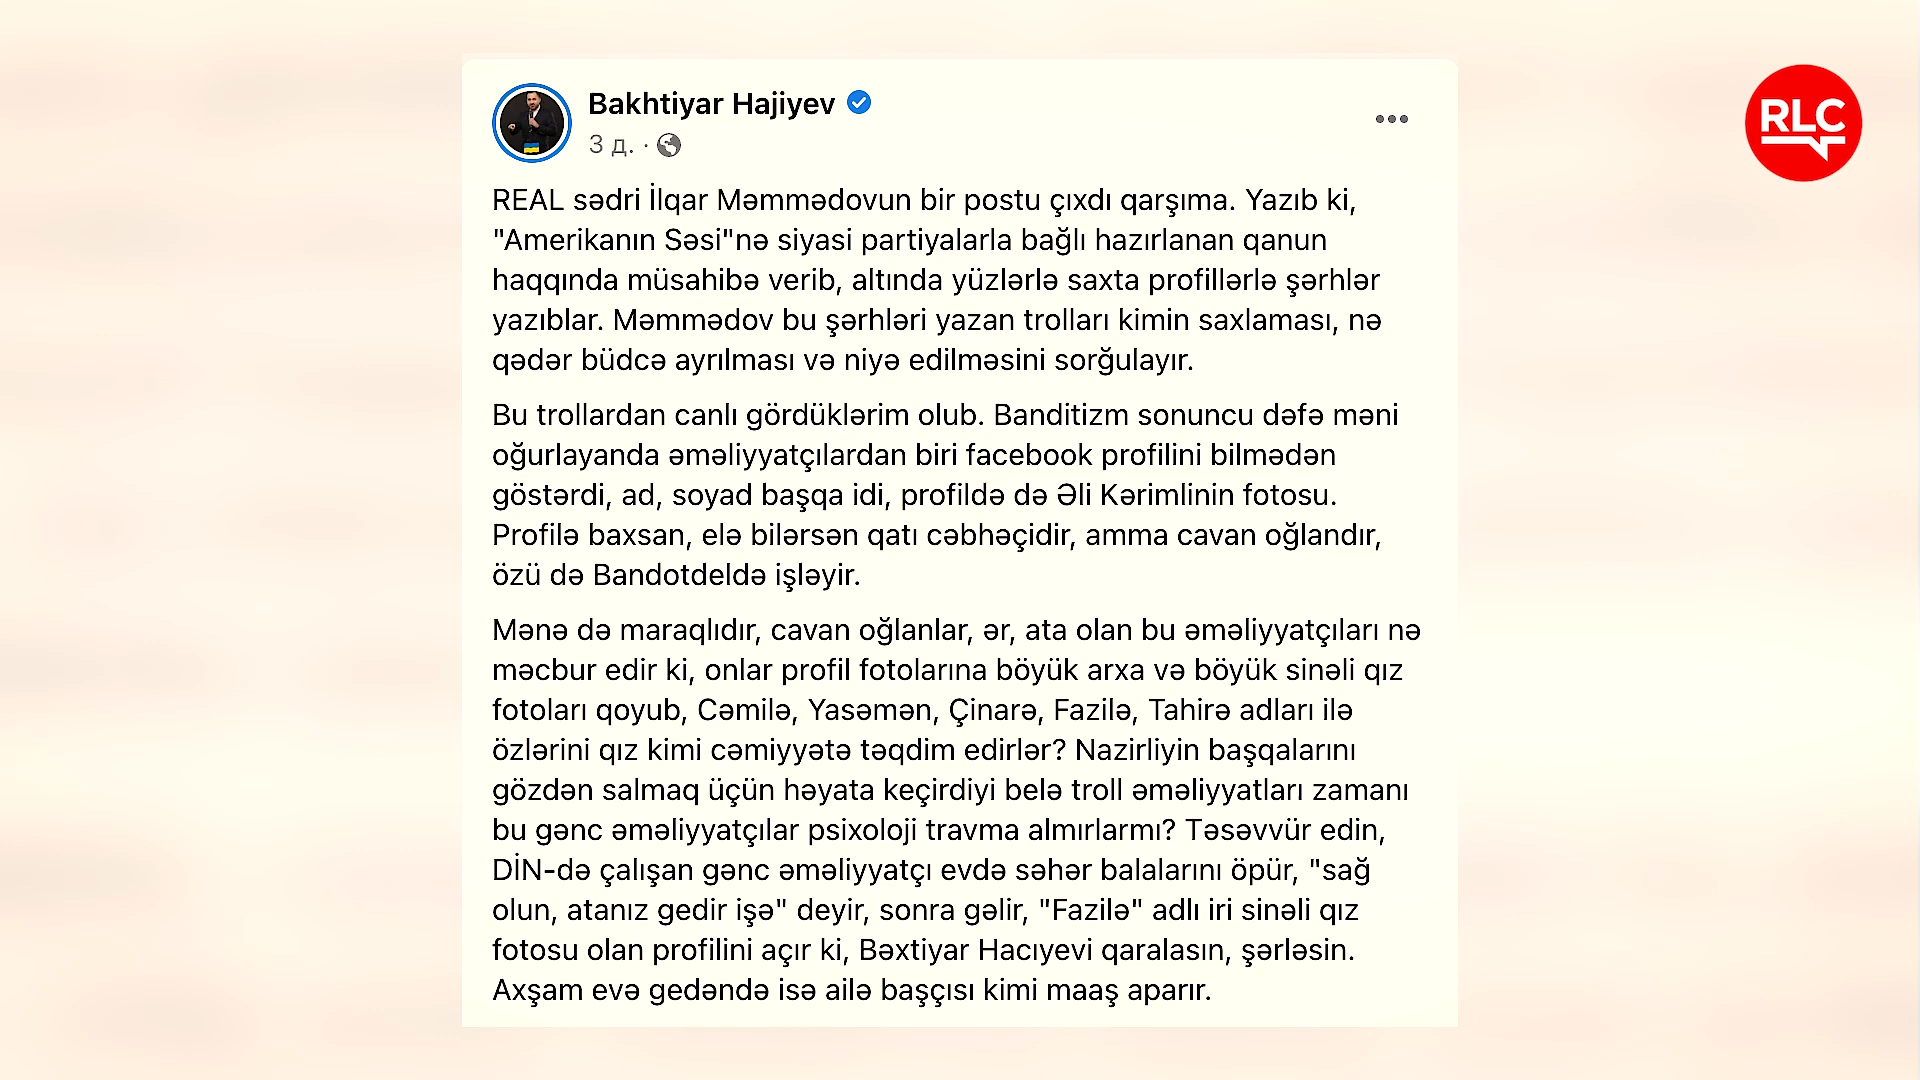 Bakhtiyar Hajiyev
3 д. ·
RLC
REAL sədri İlqar Məmmədovun bir postu çıxdı qarşıma. Yazıb ki,
"Amerikanın Səsi"nə siyasi partiyalarla bağlı hazırlanan qanun
haqqında müsahibə verib, altında yüzlərlə saxta profillərlə şərhlər
yazıblar. Məmmədov bu şərhləri yazan trolları kimin saxlaması, nə
qədər büdcə ayrılması və niyə edilməsini sorğulayır.
Bu trollardan canlı gördüklərim olub. Banditizm sonuncu dəfə məni
oğurlayanda əməliyyatçılardan biri facebook profilini bilmədən
göstərdi, ad, soyad başqa idi, profildə də Əli Kərimlinin fotosu.
Profilə baxsan, elə bilərsən qatı cəbhəçidir, amma cavan oğlandır,
özü də Bandotdeldə işləyir.
Mənə də maraqlıdır, cavan oğlanlar, ər, ata olan bu əməliyyatçıları nə
məcbur edir ki, onlar profil fotolarına böyük arxa və böyük sinəli qız
fotoları qoyub, Cəmilə, Yasəmən, Çinarə, Fazilə, Tahirə adları ilə
özlərini qız kimi cəmiyyətə təqdim edirlər? Nazirliyin başqalarını
gözdən salmaq üçün həyata keçirdiyi belə troll əməliyyatları zamanı
bu gənc əməliyyatçılar psixoloji travma almırlarmı? Təsəvvür edin,
DİN-də çalışan gənc əməliyyatçı evdə səhər balalarını öpür, "sağ
olun, atanız gedir işə" deyir, sonra gəlir, "Fazilə" adlı iri sinəli qız
fotosu olan profilini açır ki, Bəxtiyar Hacıyevi qaralasın, şərləsin.
Axşam evə gedəndə isə ailə başçısı kimi maaş aparır.